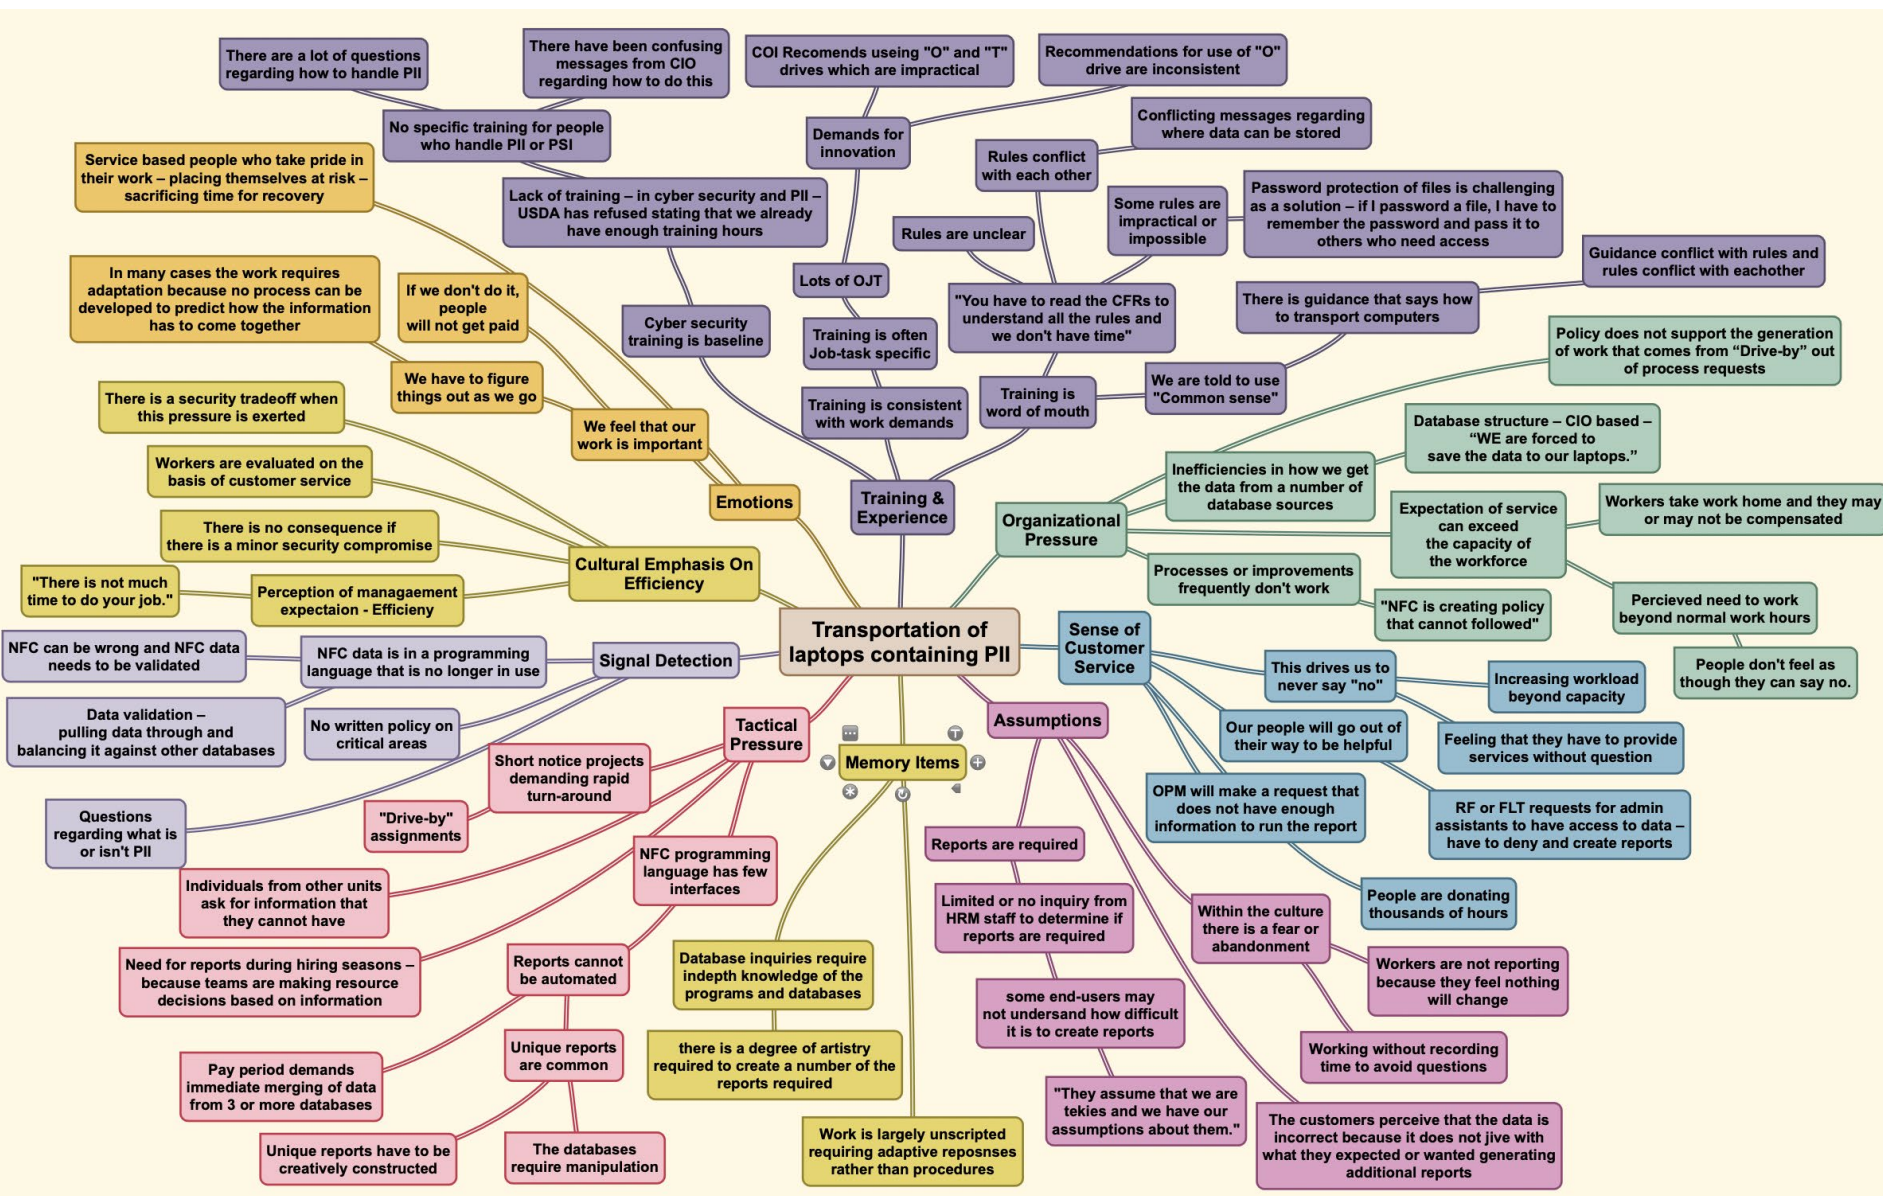 There are a lot of questions
regarding how to handle PII
There have been confusing
messages from CIO
regarding how to do this
COI Recomends useing "O" and "T"
drives which are impractical
Recommendations for use of "O"
drive are inconsistent
No specific training for people
who handle PII or PSI
Demands for
innovation
Conflicting messages regarding
where data can be stored
Rules conflict
with each other
Service based people who take pride in
their work – placing themselves at risk –
sacrificing time for recovery
Lack of training – in cyber security and PII –
USDA has refused stating that we already
have enough training hours
Rules are unclear
Some rules are
impractical or
impossible
Password protection of files is challenging
as a solution – if I password a file, I have to
remember the password and pass it to
others who need access
Guidance conflict with rules and
rules conflict with eachother
In many cases the work requires
adaptation because no process can be
developed to predict how the information
has to come together
If we don't do it,
people
will not get paid
Cyber security
training is baseline
Lots of OJT
"You have to read the CFRs to
understand all the rules and
we don't have time"
There is guidance that says how
to transport computers
Training is often
Job-task specific
Policy does not support the generation
of work that comes from “Drive-by” out
of process requests
We have to figure
things out as we go
Training is consistent
with work demands
Training is
word of mouth
We are told to use
"Common sense"
There is a security tradeoff when
this pressure is exerted
We feel that our
work is important
Database structure – CIO based –
“WE are forced to
save the data to our laptops.”
Workers are evaluated on the
basis of customer service
Emotions
Training &
Experience
Inefficiencies in how we get
the data from a number of
database sources
Organizational
Pressure
Expectation of service
can exceed
the capacity of
the workforce
Workers take work home and they may
or may not be compensated
There is no consequence if
there is a minor security compromise
Cultural Emphasis On
Efficiency
Processes or improvements
frequently don't work
"There is not much
time to do your job."
Perception of managaement
expectaion - Efficieny
"NFC is creating policy
that cannot followed"
Percieved need to work
beyond normal work hours
People don't feel as
though they can say no.
Transportation of
laptops containing PII
Sense of
Customer
Service
NFC can be wrong and NFC data
needs to be validated
NFC data is in a programming
language that is no longer in use
Signal Detection
This drives us to
never say "no"
Increasing workload
beyond capacity
Data validation –
pulling data through and
balancing it against other databases
No written policy on
critical areas
Tactical
Pressure
Assumptions
Our people will go out of
their way to be helpful
Feeling that they have to provide
services without question
Short notice projects
demanding rapid
turn-around
Memory Items
Questions
regarding what is
or isn't PII
"Drive-by"
assignments
OPM will make a request that
does not have enough
information to run the report
RF or FLT requests for admin
assistants to have access to data –
have to deny and create reports
Individuals from other units
ask for information that
they cannot have
NFC programming
language has few
interfaces
Reports are required
People are donating
thousands of hours
Limited or no inquiry from
HRM staff to determine if
reports are required
Within the culture
there is a fear or
abandonment
Need for reports during hiring seasons –
because teams are making resource
decisions based on information
Reports cannot
be automated
Database inquiries require
indepth knowledge of the
programs and databases
Workers are not reporting
because they feel nothing
will change
some end-users may
not undersand how difficult
it is to create reports
Unique reports
are common
there is a degree of artistry
required to create a number of the
reports required
Working without recording
time to avoid questions
Pay period demands
immediate merging of data
from 3 or more databases
"They assume that we are
tekies and we have our
assumptions about them."
The customers perceive that the data is
incorrect because it does not jive with
what they expected or wanted generating
additional reports
Unique reports have to be
creatively constructed
The databases
require manipulation
Work is largely unscripted
requiring adaptive reposnses
rather than procedures